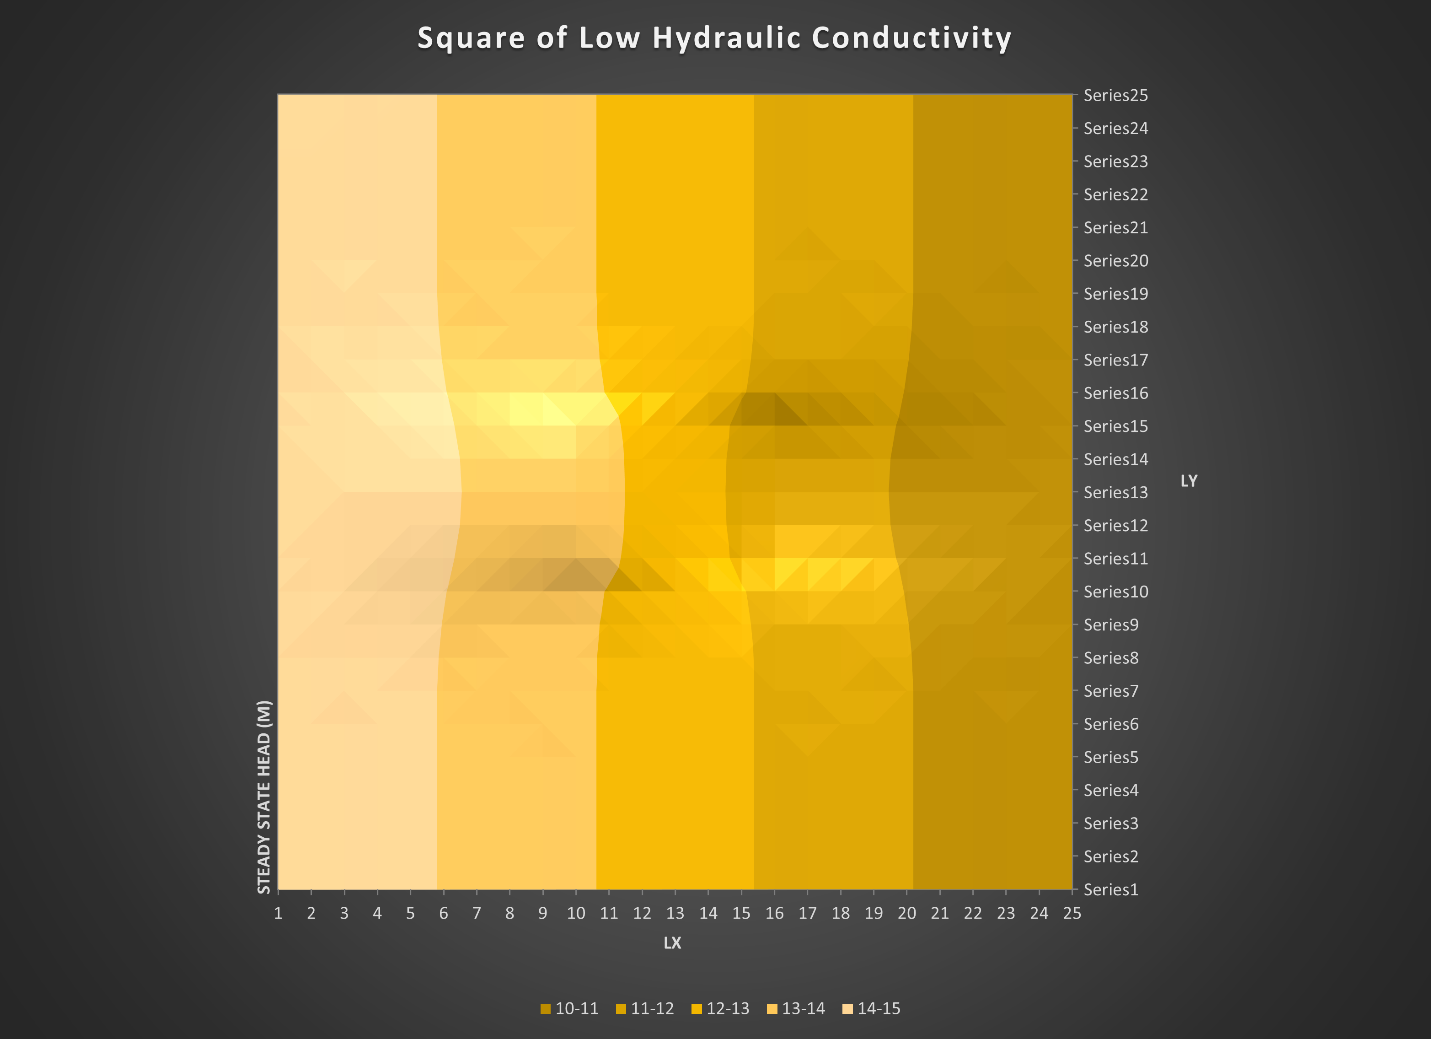 Square of Low Hydraulic Conductivity
Series25
Series24
Series23
Series22
Series21
Series20
Series19
Series18
Series17
Series16
Series15
Series14
LY
Series13
Series12
Series11
Series10
Series9
Series8
Series7
Series6
Series5
Series4
Series3
Series2
Series1
STEADY STATE HEAD (M)
1 2 3 4 5 6 7 8 9 10 11 12 13 14 15 16 17 18 19 20 21 22 23 24 25
LX
10-11 11-12 12-13 13-14 14-15